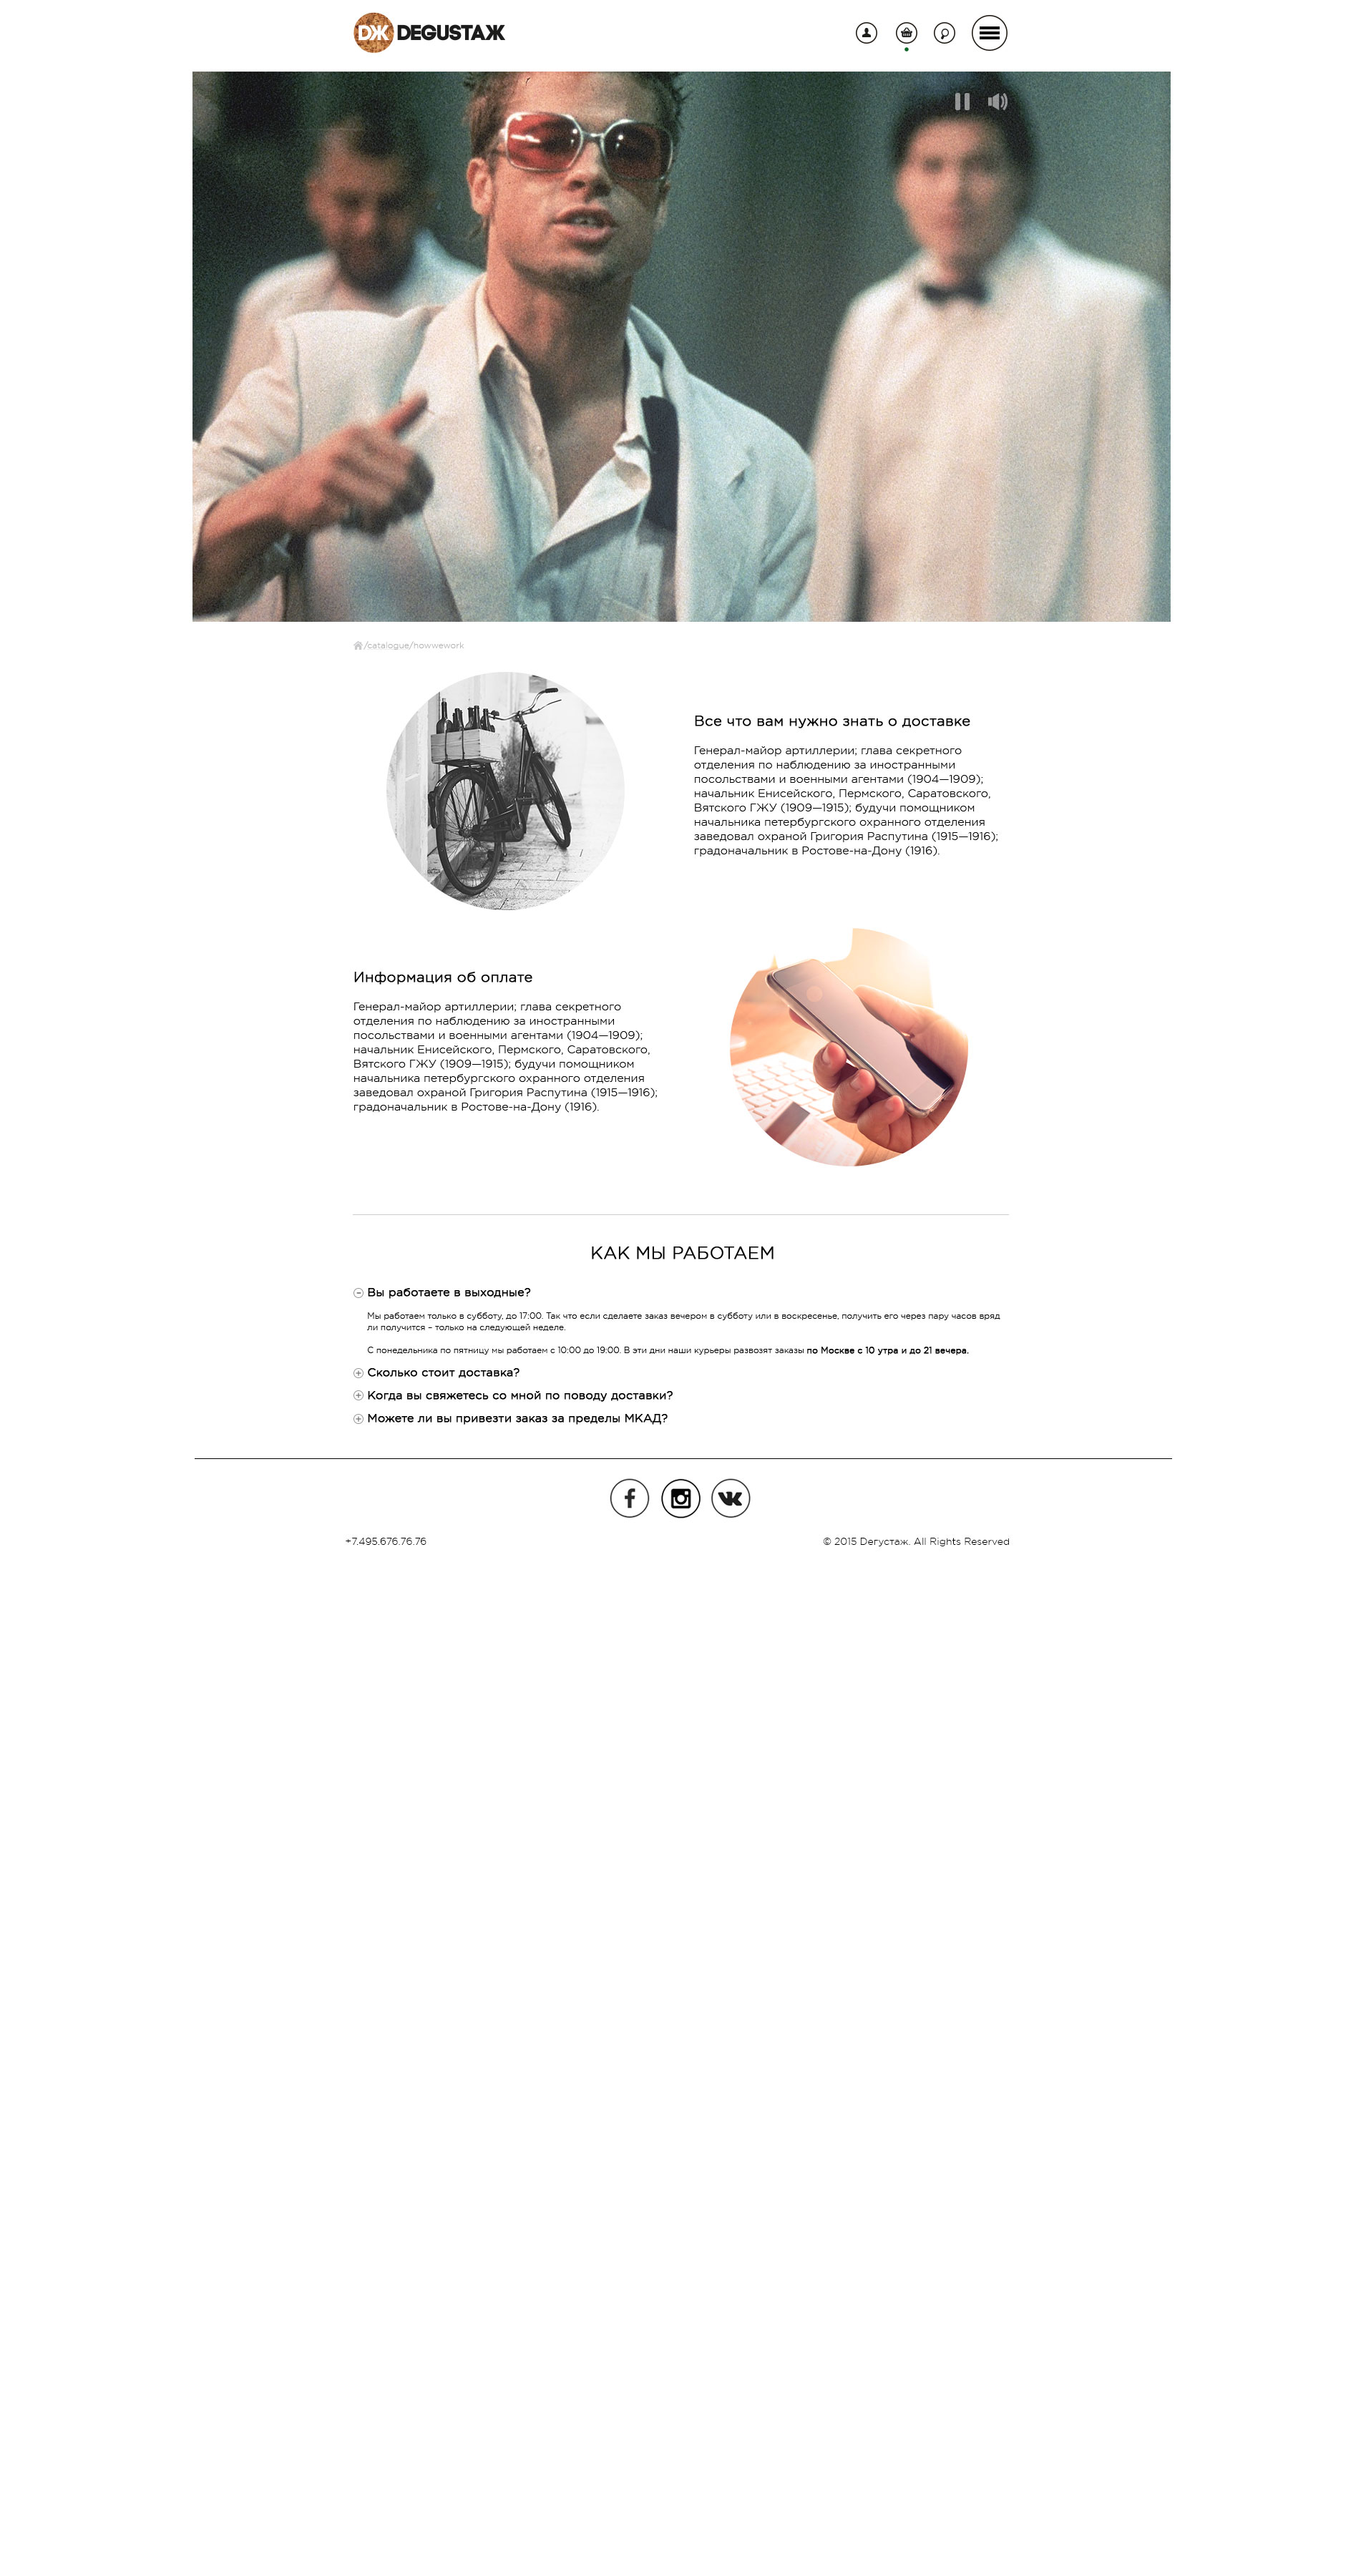 ДЖ DEGUSTAЖ
/catalogue/howwework
Все что вам нужно знать о доставке
Генерал-майор артиллерии; глава секретного
отделения по наблюдению за иностранными
посольствами и военными агентами (1904—1909);
начальник Енисейского, Пермского, Саратовского,
Вятского ГЖУ (1909—1915); будучи помощником
начальника петербургского охранного отделения
заведовал охраной Григория Распутина (1915—1916);
градоначальник в Ростове-на-Дону (1916).
Информация об оплате
Генерал-майор артиллерии; глава секретного
отделения по наблюдению за иностранными
посольствами и военными агентами (1904—1909);
начальник Енисейского, Пермского, Саратовского,
Вятского ГЖУ (1909—1915); будучи помощником
начальника петербургского охранного отделения
заведовал охраной Григория Распутина (1915—1916);
градоначальник в Ростове-на-Дону (1916).
КАК МЫ РАБОТАЕМ
Вы работаете в выходные?
Мы работаем только в субботу, до 17:00. Так что если сделаете заказ вечером в субботу или в воскресенье, получить его через пару часов вряд
ли получится – только на следующей неделе.
С понедельника по пятницу мы работаем с 10:00 до 19:00. В эти дни наши курьеры развозят заказы по Москве с 10 утра и до 21 вечера.
Сколько стоит доставка?
Когда вы свяжетесь со мной по поводу доставки?
Можете ли вы привезти заказ за пределы МКАД?
+7.495.676.76.76
© 2015 Дегустаж. All Rights Reserved